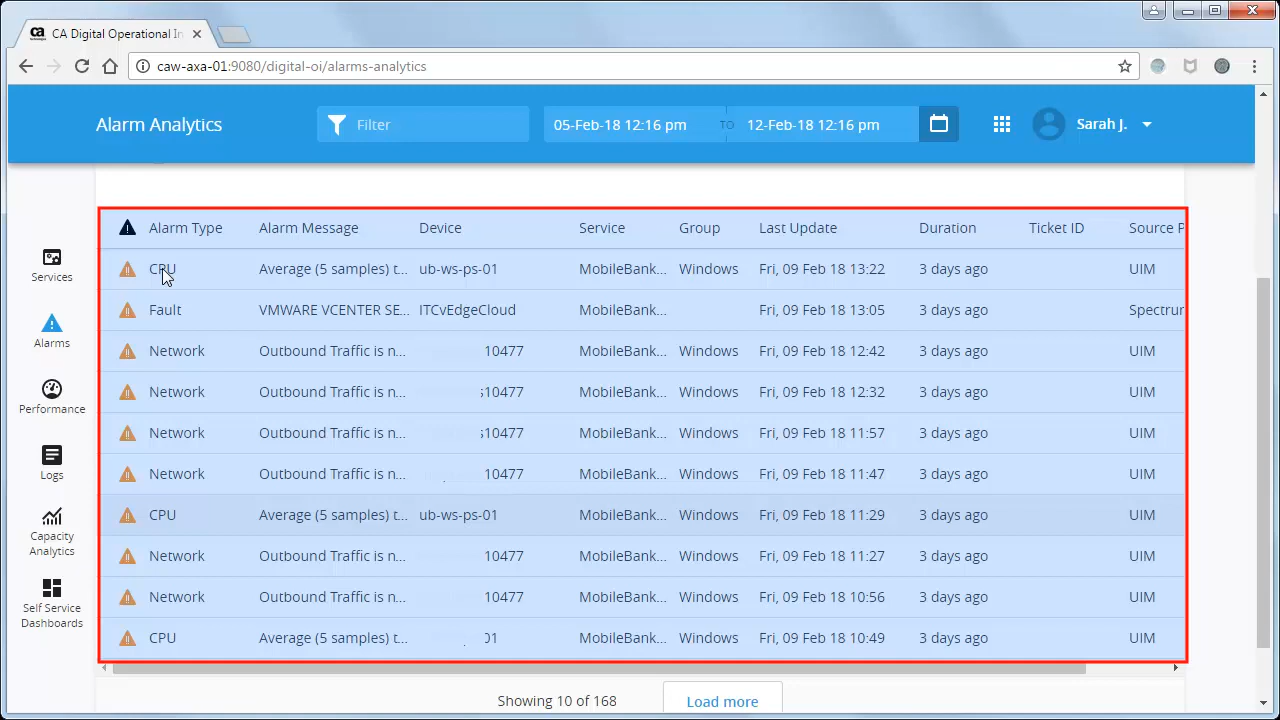 ca CA Digital Operational In
caw-axa-01:9080/digital-oi/alarms-analytics
Alarm Analytics Filter 05-Feb-18 12:16 pm TO 12-Feb-18 12:16 pm Sarah J.
Services
Alarms
Performance
Logs
Capacity
Analytics
Self Service
Dashboards
Alarm Type Alarm Message Device Service Group Last Update Duration Ticket ID Source P
CPU Average (5 samples) t... ub-ws-ps-01 MobileBank... Windows Fri, 09 Feb 18 13:22 3 days ago UIM
Fault VMWARE VCENTER SE... ITCvEdgeCloud MobileBank... Fri, 09 Feb 18 13:05 3 days ago Spectrum
Network Outbound Traffic is n... 10477 MobileBank... Windows Fri, 09 Feb 18 12:42 3 days ago UIM
Network Outbound Traffic is n... 10477 MobileBank... Windows Fri, 09 Feb 18 12:32 3 days ago UIM
Network Outbound Traffic is n... 10477 MobileBank... Windows Fri, 09 Feb 18 11:57 3 days ago UIM
Network Outbound Traffic is n... 10477 MobileBank... Windows Fri, 09 Feb 18 11:47 3 days ago UIM
CPU Average (5 samples) t... ub-ws-ps-01 MobileBank... Windows Fri, 09 Feb 18 11:29 3 days ago UIM
Network Outbound Traffic is n... 10477 MobileBank... Windows Fri, 09 Feb 18 11:27 3 days ago UIM
Network Outbound Traffic is n... 10477 MobileBank... Windows Fri, 09 Feb 18 10:56 3 days ago UIM
CPU Average (5 samples) t... 01 MobileBank... Windows Fri, 09 Feb 18 10:49 3 days ago UIM
Showing 10 of 168 Load more